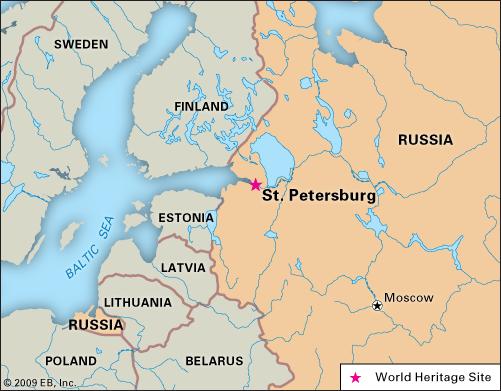 SWEDEN
FINLAND
RUSSIA
St. Petersburg
ESTONIA
BALTIC SEA
LATVIA
LITHUANIA
Moscow
RUSSIA
POLAND
BELARUS
© 2009 EB, Inc.
World Heritage Site